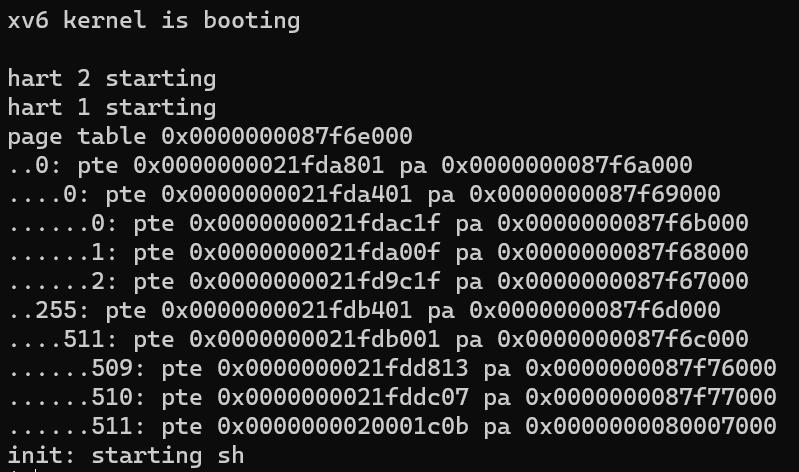 xv6 kernel is booting
hart 2 starting
hart 1 starting
page table 0x0000000087f6e000
..0: pte 0x0000000021fda801 pa 0x0000000087f6a000
....0: pte 0x0000000021fda401 pa 0x0000000087f69000
......0: pte 0x0000000021fdac1f pa 0x0000000087f6b000
......1: pte 0x0000000021fda00f pa 0x0000000087f68000
......2: pte 0x0000000021fd9c1f pa 0x0000000087f67000
..255: pte 0x0000000021fdb401 pa 0x0000000087f6d000
....511: pte 0x0000000021fdb001 pa 0x0000000087f6c000
......509: pte 0x0000000021fdd813 pa 0x0000000087f76000
......510: pte 0x0000000021fddc07 pa 0x0000000087f77000
......511: pte 0x0000000020001c0b pa 0x0000000080007000
init: starting sh